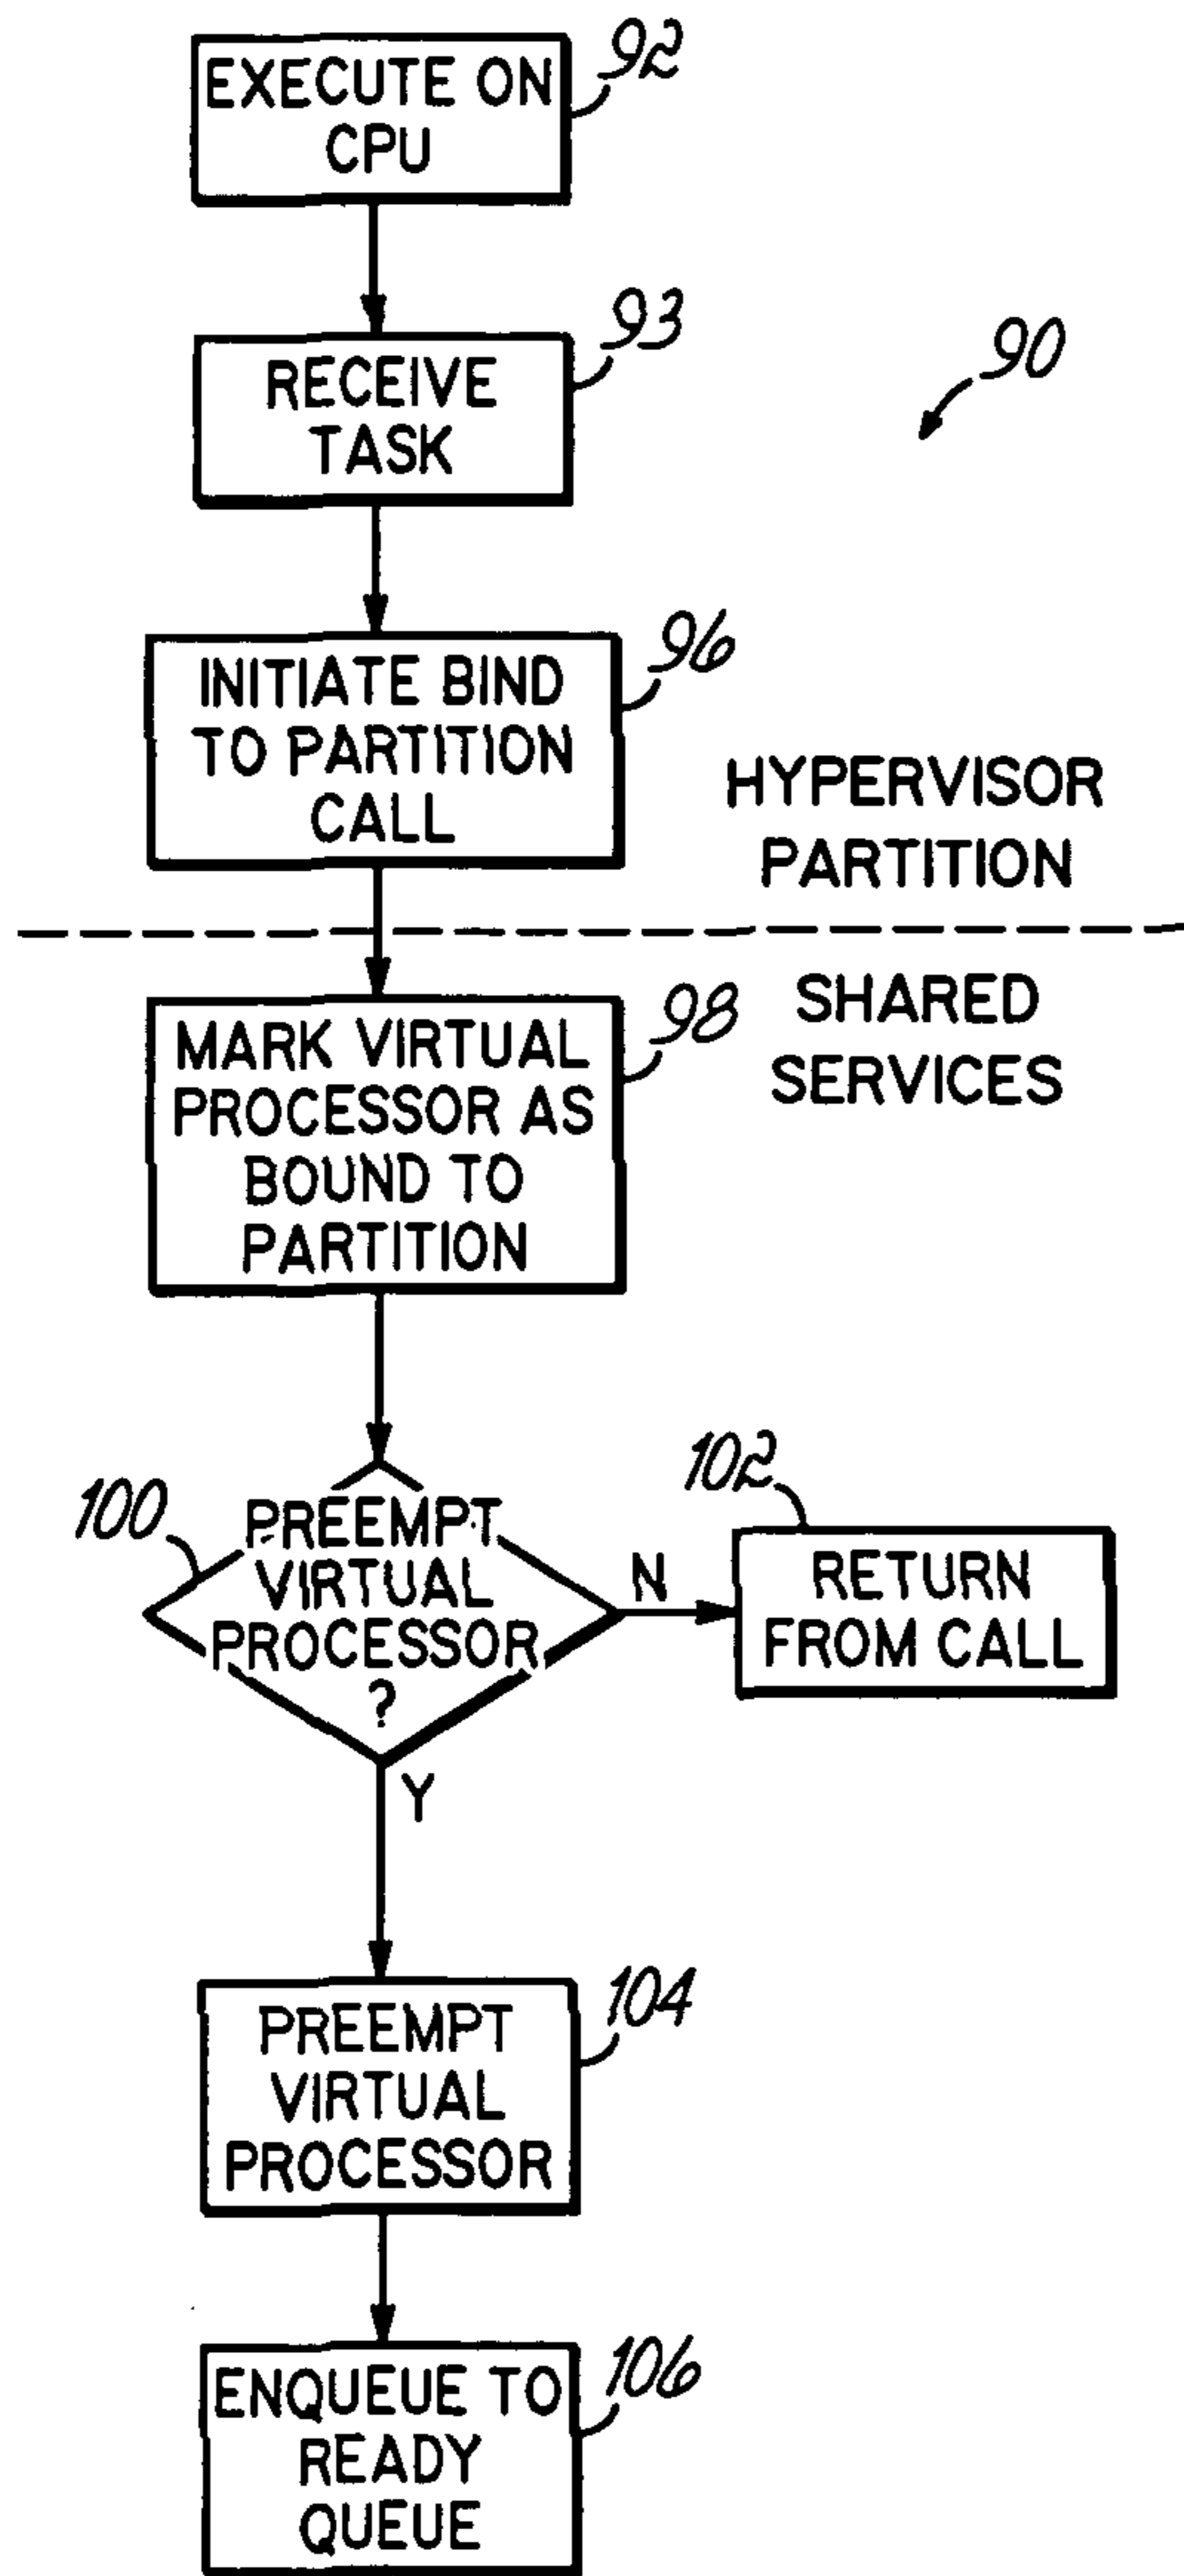 92
EXECUTE ON
CPU
93
RECEIVE
TASK
90
96
INITIATE BIND
TO PARTITION
CALL
HYPERVISOR
PARTITION
98
SHARED
SERVICES
MARK VIRTUAL
PROCESSOR AS
BOUND TO
PARTITION
100
PREEMPT
VIRTUAL
PROCESSOR
?
N
102
RETURN
FROM CALL
Y
104
PREEMPT
VIRTUAL
PROCESSOR
106
ENQUEUE TO
READY
QUEUE